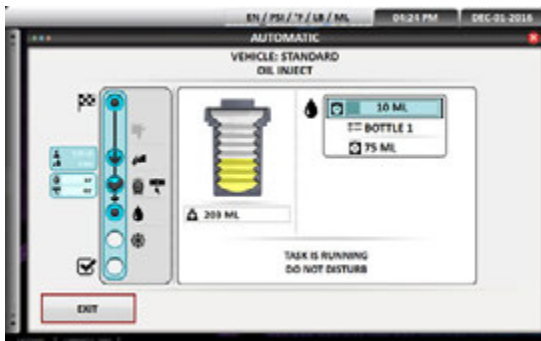 EN / PSI / °F / LB / ML
04:24 PM
DEC-01-2016
AUTOMATIC
VEHICLE: STANDARD
OIL INJECT
10 ML
BOTTLE 1
75 ML
203 ML
TASK IS RUNNING
DO NOT DISTURB
EXIT